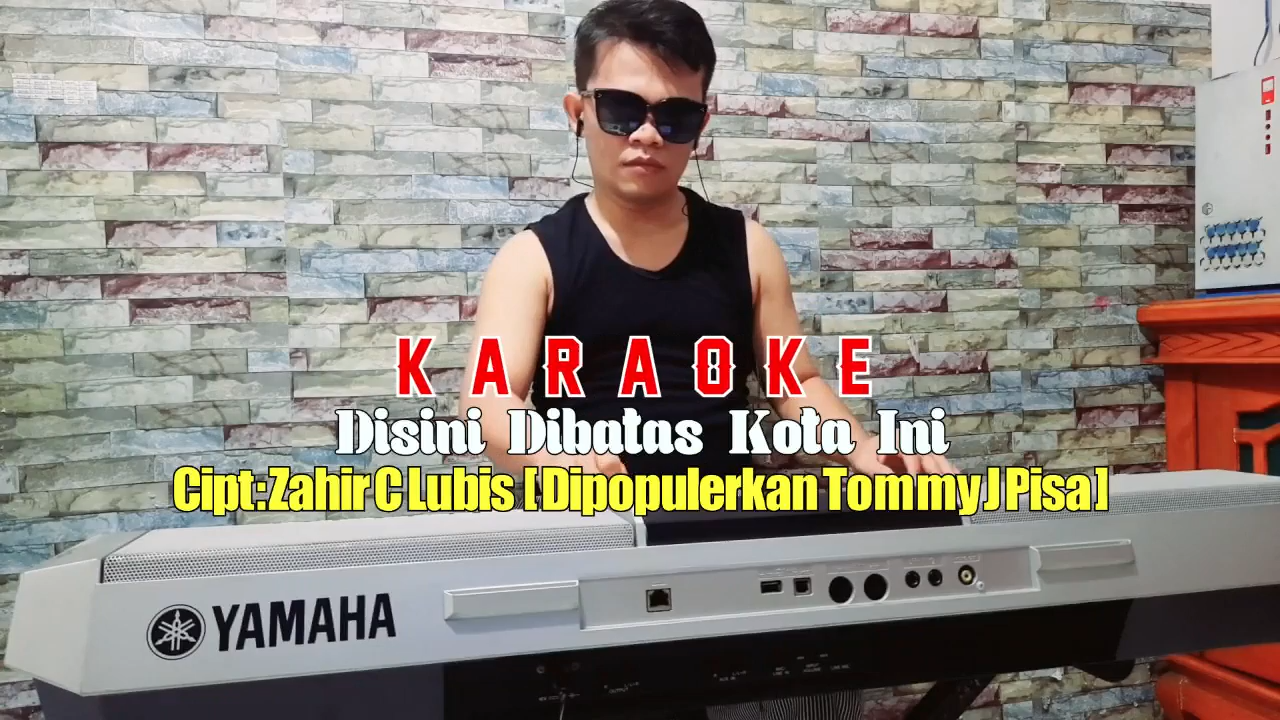 KARAOKE
Disini Dibatas Kota Ini
Cipt:Zahir C Lubis [Dipopulerkan Tommy J Pisa]
YAMAHA